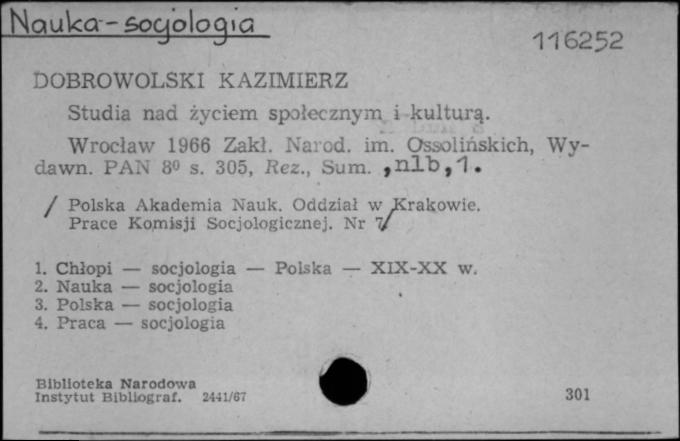 Nauka-socjologia
116252
DOBROWOLSKI KAZIMIERZ
Studia nad życiem społecznym i kulturą.
Wrocław 1966 Zakł. Narod. im. Ossolińskich, Wy-
dawn. PAN 8⁰ s. 305, Rez., Sum. ,nlb,1.
/ Polska Akademia Nauk. Oddział w Krakowie.
Prace Komisji Socjologicznej. Nr 7/
1. Chłopi — socjologia — Polska — XIX-XX w.
2. Nauka — socjologia
3. Polska — socjologia
4. Praca — socjologia
Biblioteka Narodowa
Instytut Bibliograf. 2441/67
301